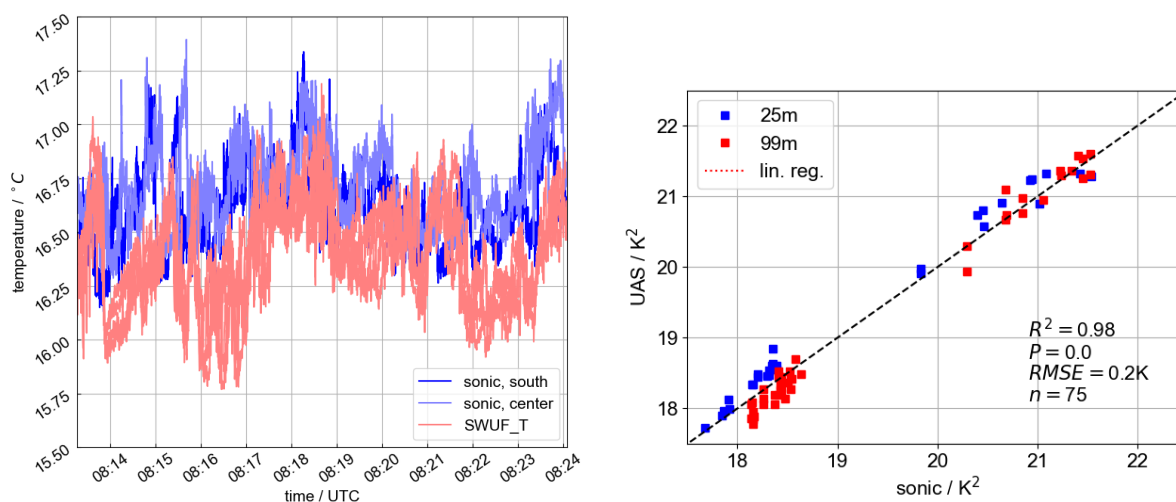 17.50
17.25
17.00
16.75
16.50
16.25
16.00
15.75
15.50
temperature / °C
sonic, south
sonic, center
SWUF_T
08:14
08:15
08:16
08:17
08:18
08:19
08:20
08:21
08:22
08:23
08:24
time / UTC
25m
99m
lin. reg.
22
21
20
19
18
UAS / K²
R² = 0.98
P = 0.0
RMSE = 0.2K
n = 75
18
19
20
21
22
sonic / K²